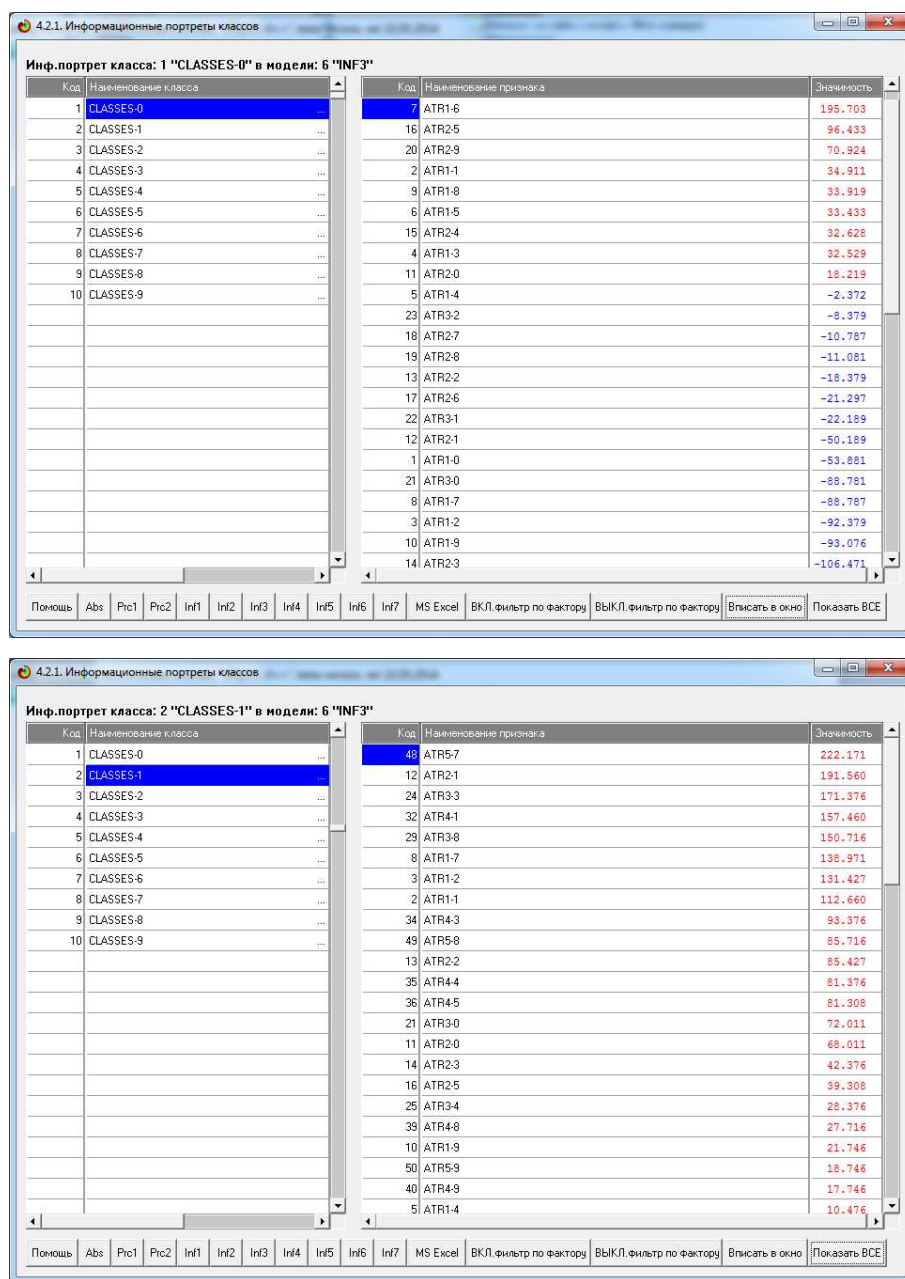 4.2.1. Информационные портреты классов
Инф.портрет класса: 1 "CLASSES-0" в модели: 6 "INF3"
Код Наименование класса
1 CLASSES-0 ...
2 CLASSES-1 ...
3 CLASSES-2 ...
4 CLASSES-3 ...
5 CLASSES-4 ...
6 CLASSES-5 ...
7 CLASSES-6 ...
8 CLASSES-7 ...
9 CLASSES-8 ...
10 CLASSES-9 ...
Код Наименование признака Значимость
7 ATR1-6 195.703
16 ATR2-5 96.433
20 ATR2-9 70.924
2 ATR1-1 34.911
9 ATR1-8 33.919
6 ATR1-5 33.433
15 ATR2-4 32.628
4 ATR1-3 32.529
11 ATR2-0 18.219
5 ATR1-4 -2.372
23 ATR3-2 -8.379
18 ATR2-7 -10.787
19 ATR2-8 -11.081
13 ATR2-2 -18.379
17 ATR2-6 -21.297
22 ATR3-1 -22.189
12 ATR2-1 -50.189
1 ATR1-0 -53.881
21 ATR3-0 -88.781
8 ATR1-7 -88.787
3 ATR1-2 -92.379
10 ATR1-9 -93.076
14 ATR2-3 -106.471
Помощь Abs Prc1 Prc2 Inf1 Inf2 Inf3 Inf4 Inf5 Inf6 Inf7 MS Excel ВКЛ.фильтр по фактору ВЫКЛ.фильтр по фактору Вписать в окно Показать ВСЕ
4.2.1. Информационные портреты классов
Инф.портрет класса: 2 "CLASSES-1" в модели: 6 "INF3"
Код Наименование класса
1 CLASSES-0 ...
2 CLASSES-1 ...
3 CLASSES-2 ...
4 CLASSES-3 ...
5 CLASSES-4 ...
6 CLASSES-5 ...
7 CLASSES-6 ...
8 CLASSES-7 ...
9 CLASSES-8 ...
10 CLASSES-9 ...
Код Наименование признака Значимость
48 ATR5-7 222.171
12 ATR2-1 191.560
24 ATR3-3 171.376
32 ATR4-1 157.460
29 ATR3-8 150.716
8 ATR1-7 138.971
3 ATR1-2 131.427
2 ATR1-1 112.660
34 ATR4-3 93.376
49 ATR5-8 85.716
13 ATR2-2 85.427
35 ATR4-4 81.376
36 ATR4-5 81.308
21 ATR3-0 72.011
11 ATR2-0 68.011
14 ATR2-3 42.376
16 ATR2-5 39.308
25 ATR3-4 28.376
39 ATR4-8 27.716
10 ATR1-9 21.746
50 ATR5-9 18.746
40 ATR4-9 17.746
5 ATR1-4 10.476
Помощь Abs Prc1 Prc2 Inf1 Inf2 Inf3 Inf4 Inf5 Inf6 Inf7 MS Excel ВКЛ.фильтр по фактору ВЫКЛ.фильтр по фактору Вписать в окно Показать ВСЕ